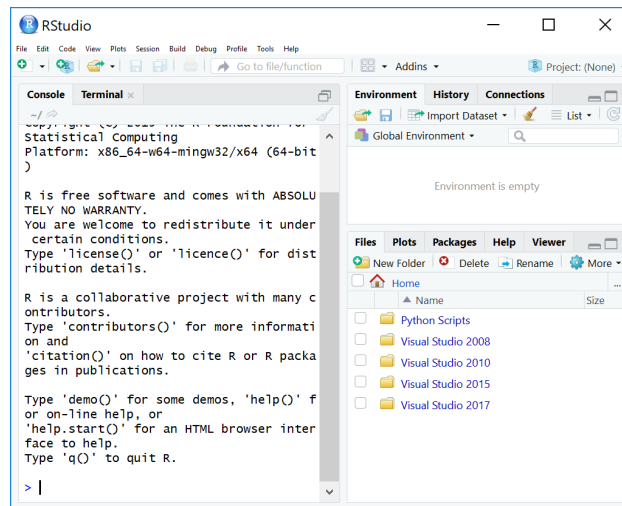 RStudio
File Edit Code View Plots Session Build Debug Profile Tools Help
Go to file/function Addins Project: (None)
Console Terminal
~/
Statistical Computing
Platform: x86_64-w64-mingw32/x64 (64-bit
)
R is free software and comes with ABSOLU
TELY NO WARRANTY.
You are welcome to redistribute it under
 certain conditions.
Type 'license()' or 'licence()' for dist
ribution details.
R is a collaborative project with many c
ontributors.
Type 'contributors()' for more informati
on and
'citation()' on how to cite R or R packa
ges in publications.
Type 'demo()' for some demos, 'help()' f
or on-line help, or
'help.start()' for an HTML browser inter
face to help.
Type 'q()' to quit R.
>
Environment History Connections
Import Dataset List
Global Environment
Environment is empty
Files Plots Packages Help Viewer
New Folder Delete Rename More
Home ...
Name Size
Python Scripts
Visual Studio 2008
Visual Studio 2010
Visual Studio 2015
Visual Studio 2017